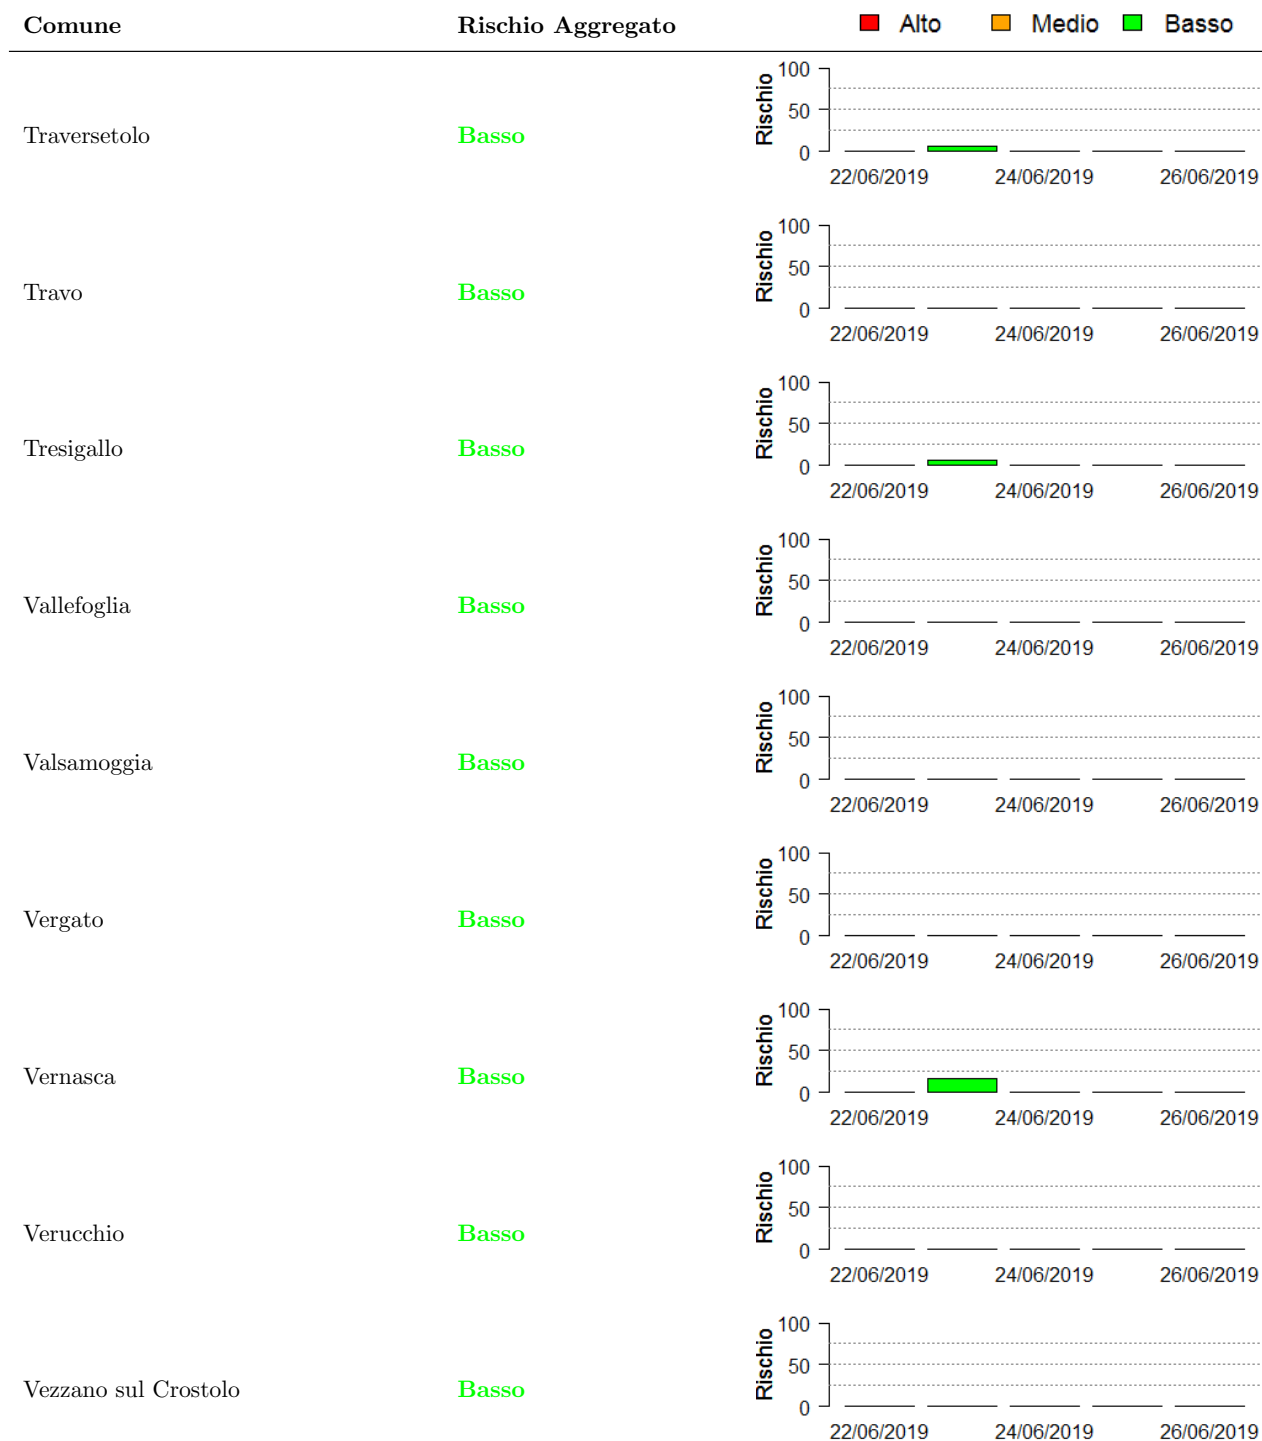 Comune Rischio Aggregato Alto Medio Basso
Traversetolo Basso Rischio 100 50 0
22/06/2019 24/06/2019 26/06/2019
Travo Basso Rischio 100 50 0
22/06/2019 24/06/2019 26/06/2019
Tresigallo Basso Rischio 100 50 0
22/06/2019 24/06/2019 26/06/2019
Vallefoglia Basso Rischio 100 50 0
22/06/2019 24/06/2019 26/06/2019
Valsamoggia Basso Rischio 100 50 0
22/06/2019 24/06/2019 26/06/2019
Vergato Basso Rischio 100 50 0
22/06/2019 24/06/2019 26/06/2019
Vernasca Basso Rischio 100 50 0
22/06/2019 24/06/2019 26/06/2019
Verucchio Basso Rischio 100 50 0
22/06/2019 24/06/2019 26/06/2019
Vezzano sul Crostolo Basso Rischio 100 50 0
22/06/2019 24/06/2019 26/06/2019